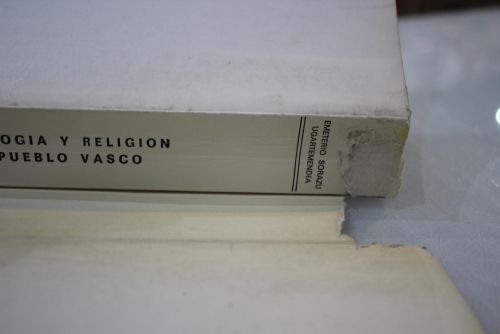 OGIA Y RELIGION
PUEBLO VASCO
EMETERIO SORAZU
UGARTEMENDIA